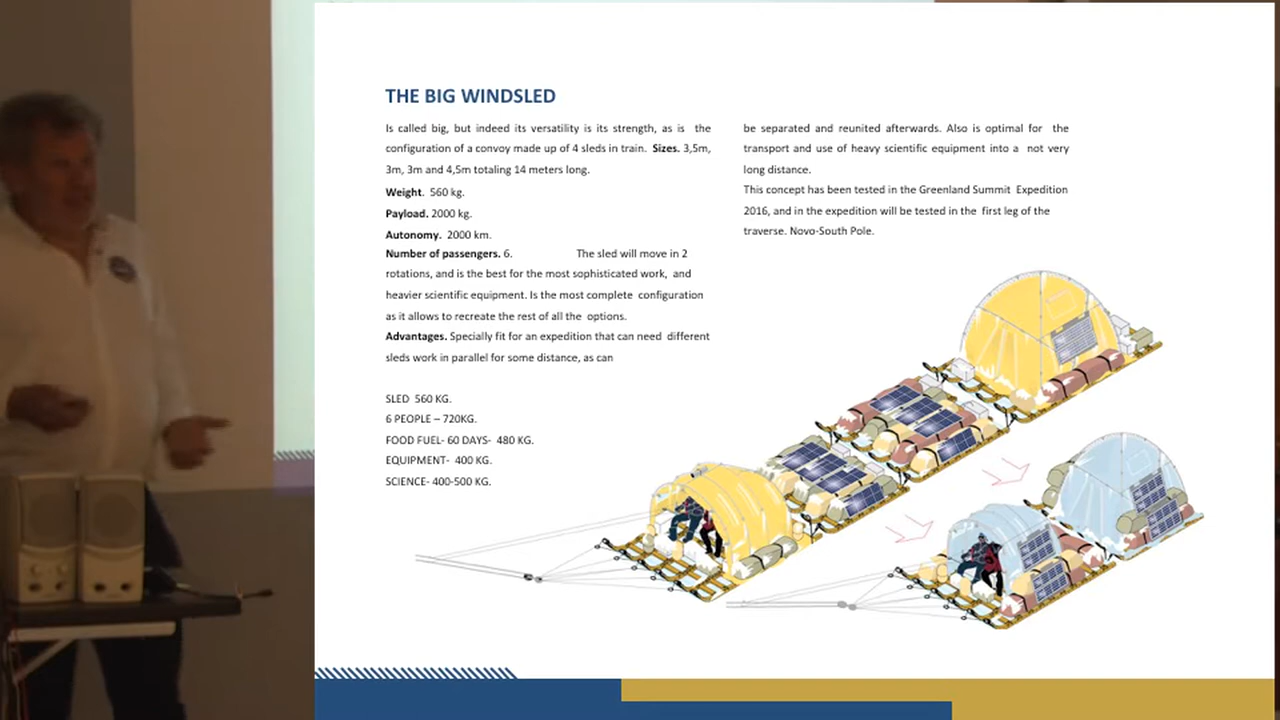 THE BIG WINDSLED
Is called big, but indeed its versatility is its strength, as is the
configuration of a convoy made up of 4 sleds in train. Sizes. 3,5m,
3m, 3m and 4,5m totaling 14 meters long.
Weight. 560 kg.
Payload. 2000 kg.
Autonomy. 2000 km.
Number of passengers. 6. The sled will move in 2
rotations, and is the best for the most sophisticated work, and
heavier scientific equipment. Is the most complete configuration
as it allows to recreate the rest of all the options.
Advantages. Specially fit for an expedition that can need different
sleds work in parallel for some distance, as can
be separated and reunited afterwards. Also is optimal for the
transport and use of heavy scientific equipment into a not very
long distance.
This concept has been tested in the Greenland Summit Expedition
2016, and in the expedition will be tested in the first leg of the
traverse. Novo-South Pole.
SLED 560 KG.
6 PEOPLE – 720KG.
FOOD FUEL- 60 DAYS- 480 KG.
EQUIPMENT- 400 KG.
SCIENCE- 400-500 KG.